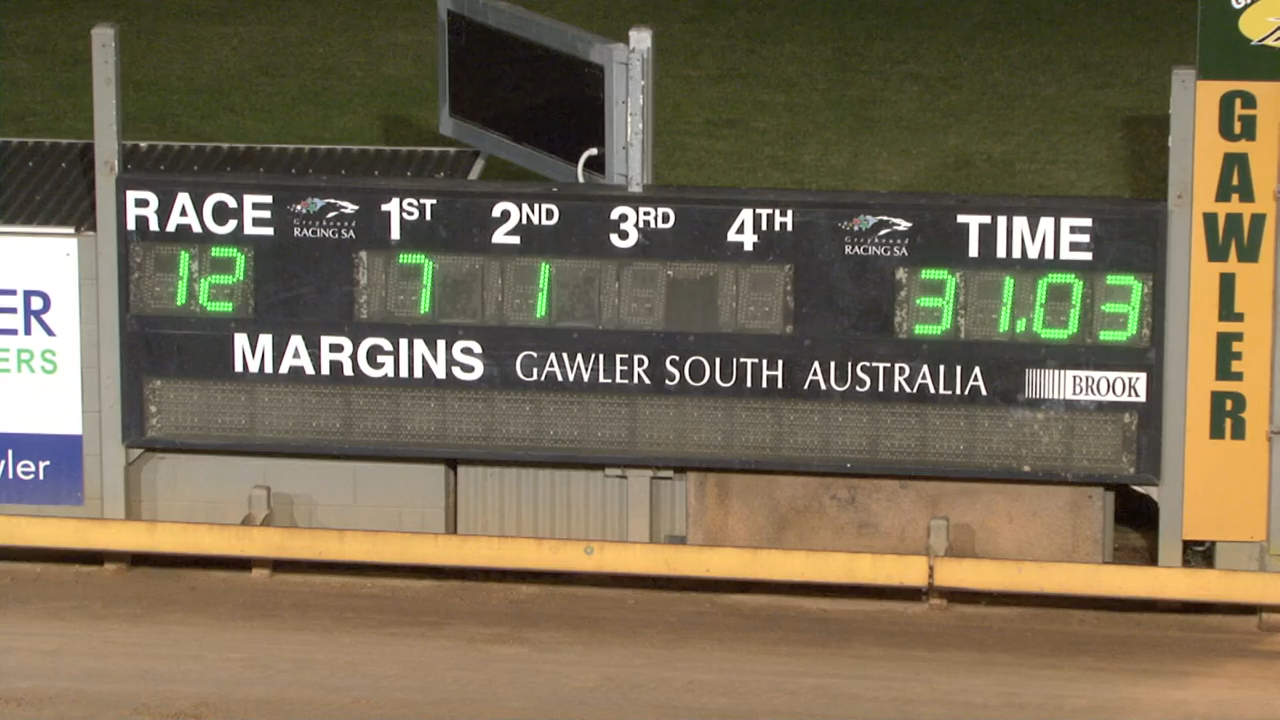 RACE
Greyhound
RACING SA
1ST 2ND 3RD 4TH
Greyhound
RACING SA
TIME
12 7 1 31.03
MARGINS GAWLER SOUTH AUSTRALIA BROOK
ER
ERS
wler
GAWLER